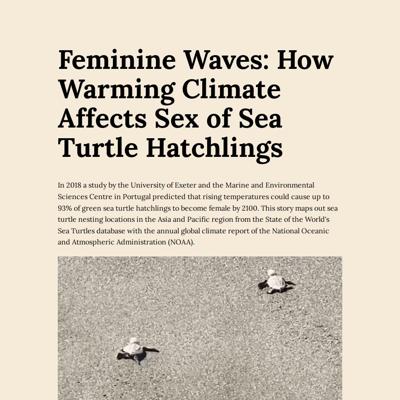 Feminine Waves: How
Warming Climate
Affects Sex of Sea
Turtle Hatchlings
In 2018 a study by the University of Exeter and the Marine and Environmental
Sciences Centre in Portugal predicted that rising temperatures could cause up to
93% of green sea turtle hatchlings to become female by 2100. This story maps out sea
turtle nesting locations in the Asia and Pacific region from the State of the World's
Sea Turtles database with the annual global climate report of the National Oceanic
and Atmospheric Administration (NOAA).